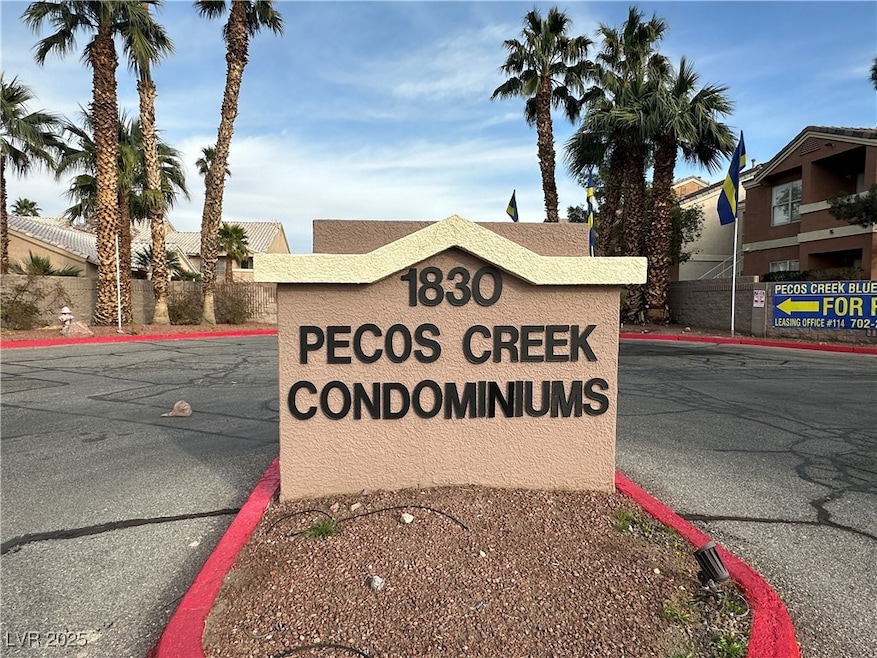 1830
PECOS CREEK
CONDOMINIUMS
PECOS CREEK BLUE
FOR
LEASING OFFICE #114 702-
LVR 2025